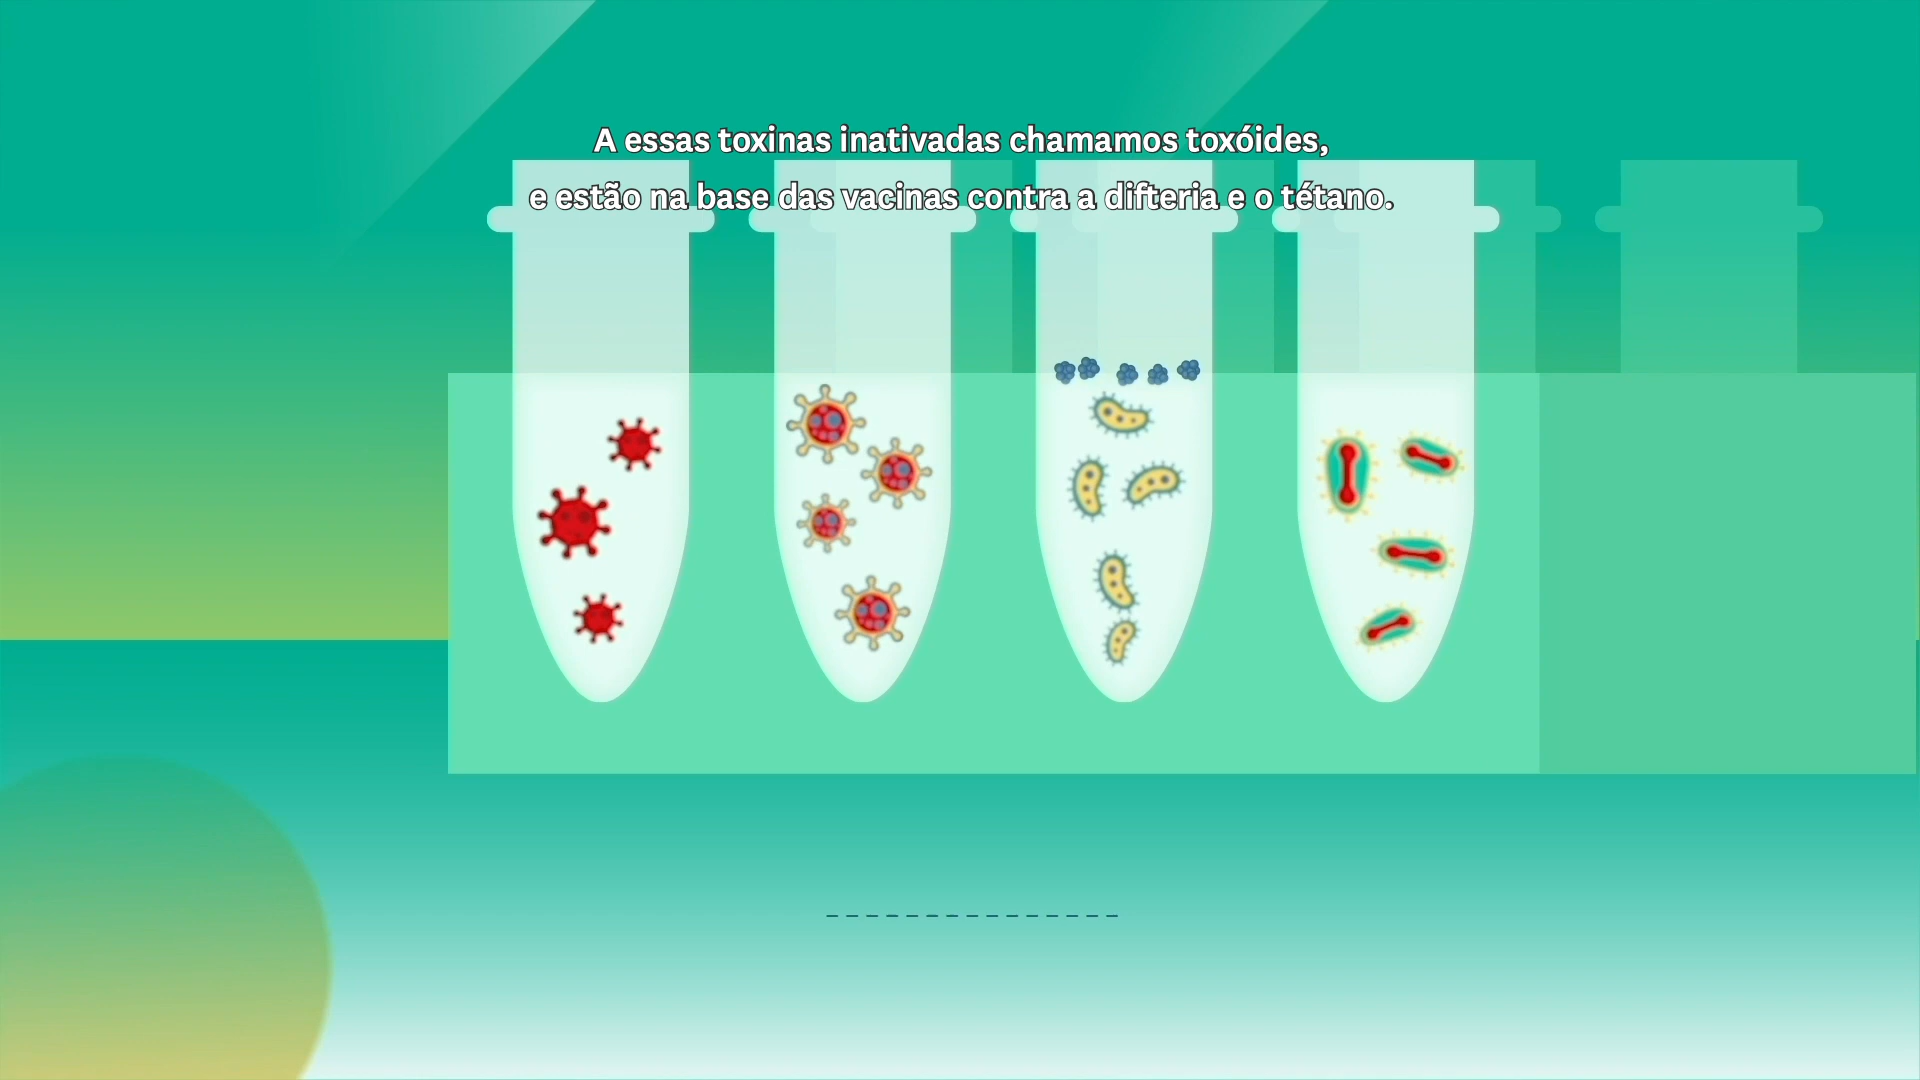 A essas toxinas inativadas chamamos toxóides,
e estão na base das vacinas contra a difteria e o tétano.